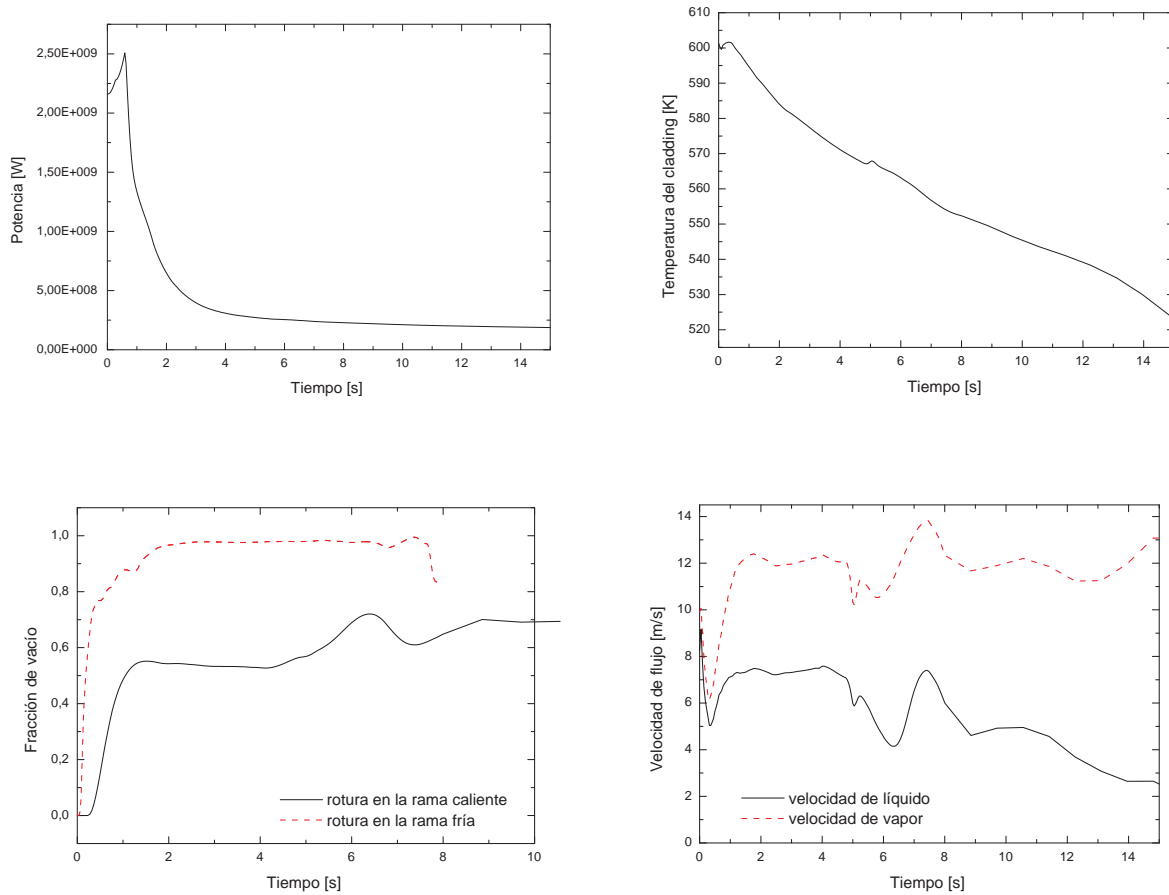 2,50E+009
2,00E+009
1,50E+009
1,00E+009
5,00E+008
0,00E+000
Potencia [W]
0 2 4 6 8 10 12 14
Tiempo [s]
610
600
590
580
570
560
550
540
530
520
Temperatura del cladding [K]
0 2 4 6 8 10 12 14
Tiempo [s]
1,0
0,8
0,6
0,4
0,2
0,0
Fracción de vacío
rotura en la rama caliente
rotura en la rama fría
0 2 4 6 8 10
Tiempo [s]
14
12
10
8
6
4
2
0
Velocidad de flujo [m/s]
velocidad de líquido
velocidad de vapor
0 2 4 6 8 10 12 14
Tiempo [s]